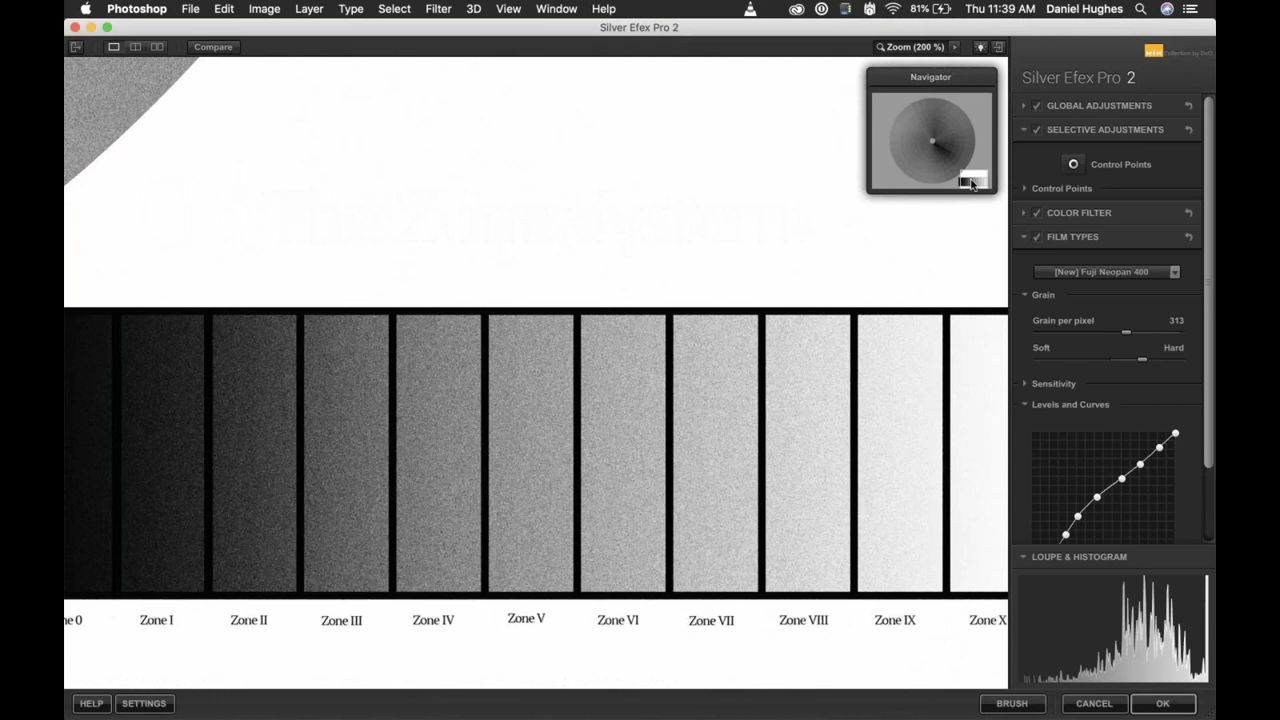 Photoshop File Edit Image Layer Type Select Filter 3D View Window Help 81% Thu 11:39 AM Daniel Hughes
Silver Efex Pro 2
Compare Zoom (200 %)
Navigator
nik Collection by DxO
Silver Efex Pro 2
GLOBAL ADJUSTMENTS
SELECTIVE ADJUSTMENTS
Control Points
Control Points
COLOR FILTER
FILM TYPES
[New] Fuji Neopan 400
Grain
Grain per pixel 313
Soft Hard
Sensitivity
Levels and Curves
LOUPE & HISTOGRAM
ne 0 Zone I Zone II Zone III Zone IV Zone V Zone VI Zone VII Zone VIII Zone IX Zone X
HELP SETTINGS BRUSH CANCEL OK